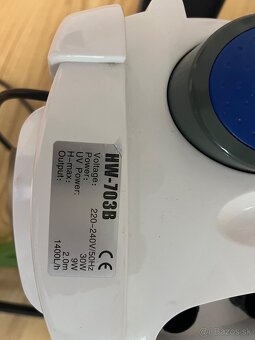 HW-703B CE
Voltage: 220~240V/50Hz
Power: 30W
UV Power: 9W
H-max: 2.0m
Output: 1400L/h
bazos.sk